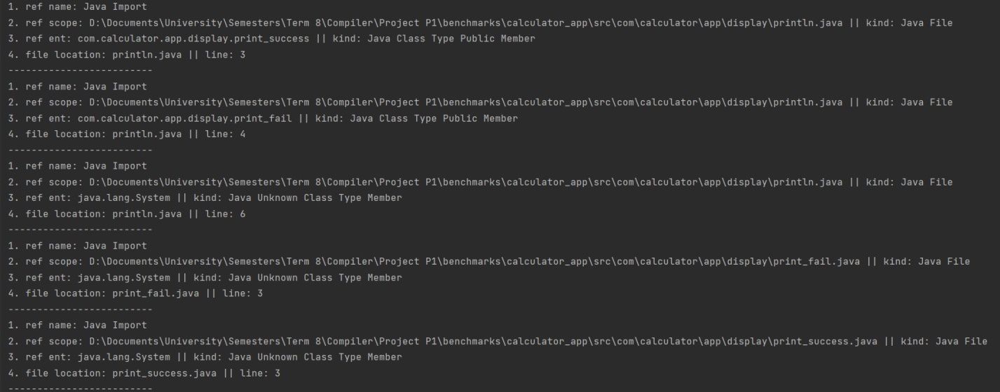 1. ref name: Java Import
2. ref scope: D:\Documents\University\Semesters\Term 8\Compiler\Project P1\benchmarks\calculator_app\src\com\calculator\app\display\println.java || kind: Java File
3. ref ent: com.calculator.app.display.print_success || kind: Java Class Type Public Member
4. file location: println.java || line: 3
-------------------------
1. ref name: Java Import
2. ref scope: D:\Documents\University\Semesters\Term 8\Compiler\Project P1\benchmarks\calculator_app\src\com\calculator\app\display\println.java || kind: Java File
3. ref ent: com.calculator.app.display.print_fail || kind: Java Class Type Public Member
4. file location: println.java || line: 4
-------------------------
1. ref name: Java Import
2. ref scope: D:\Documents\University\Semesters\Term 8\Compiler\Project P1\benchmarks\calculator_app\src\com\calculator\app\display\println.java || kind: Java File
3. ref ent: java.lang.System || kind: Java Unknown Class Type Member
4. file location: println.java || line: 6
-------------------------
1. ref name: Java Import
2. ref scope: D:\Documents\University\Semesters\Term 8\Compiler\Project P1\benchmarks\calculator_app\src\com\calculator\app\display\print_fail.java || kind: Java File
3. ref ent: java.lang.System || kind: Java Unknown Class Type Member
4. file location: print_fail.java || line: 3
-------------------------
1. ref name: Java Import
2. ref scope: D:\Documents\University\Semesters\Term 8\Compiler\Project P1\benchmarks\calculator_app\src\com\calculator\app\display\print_success.java || kind: Java File
3. ref ent: java.lang.System || kind: Java Unknown Class Type Member
4. file location: print_success.java || line: 3
-------------------------